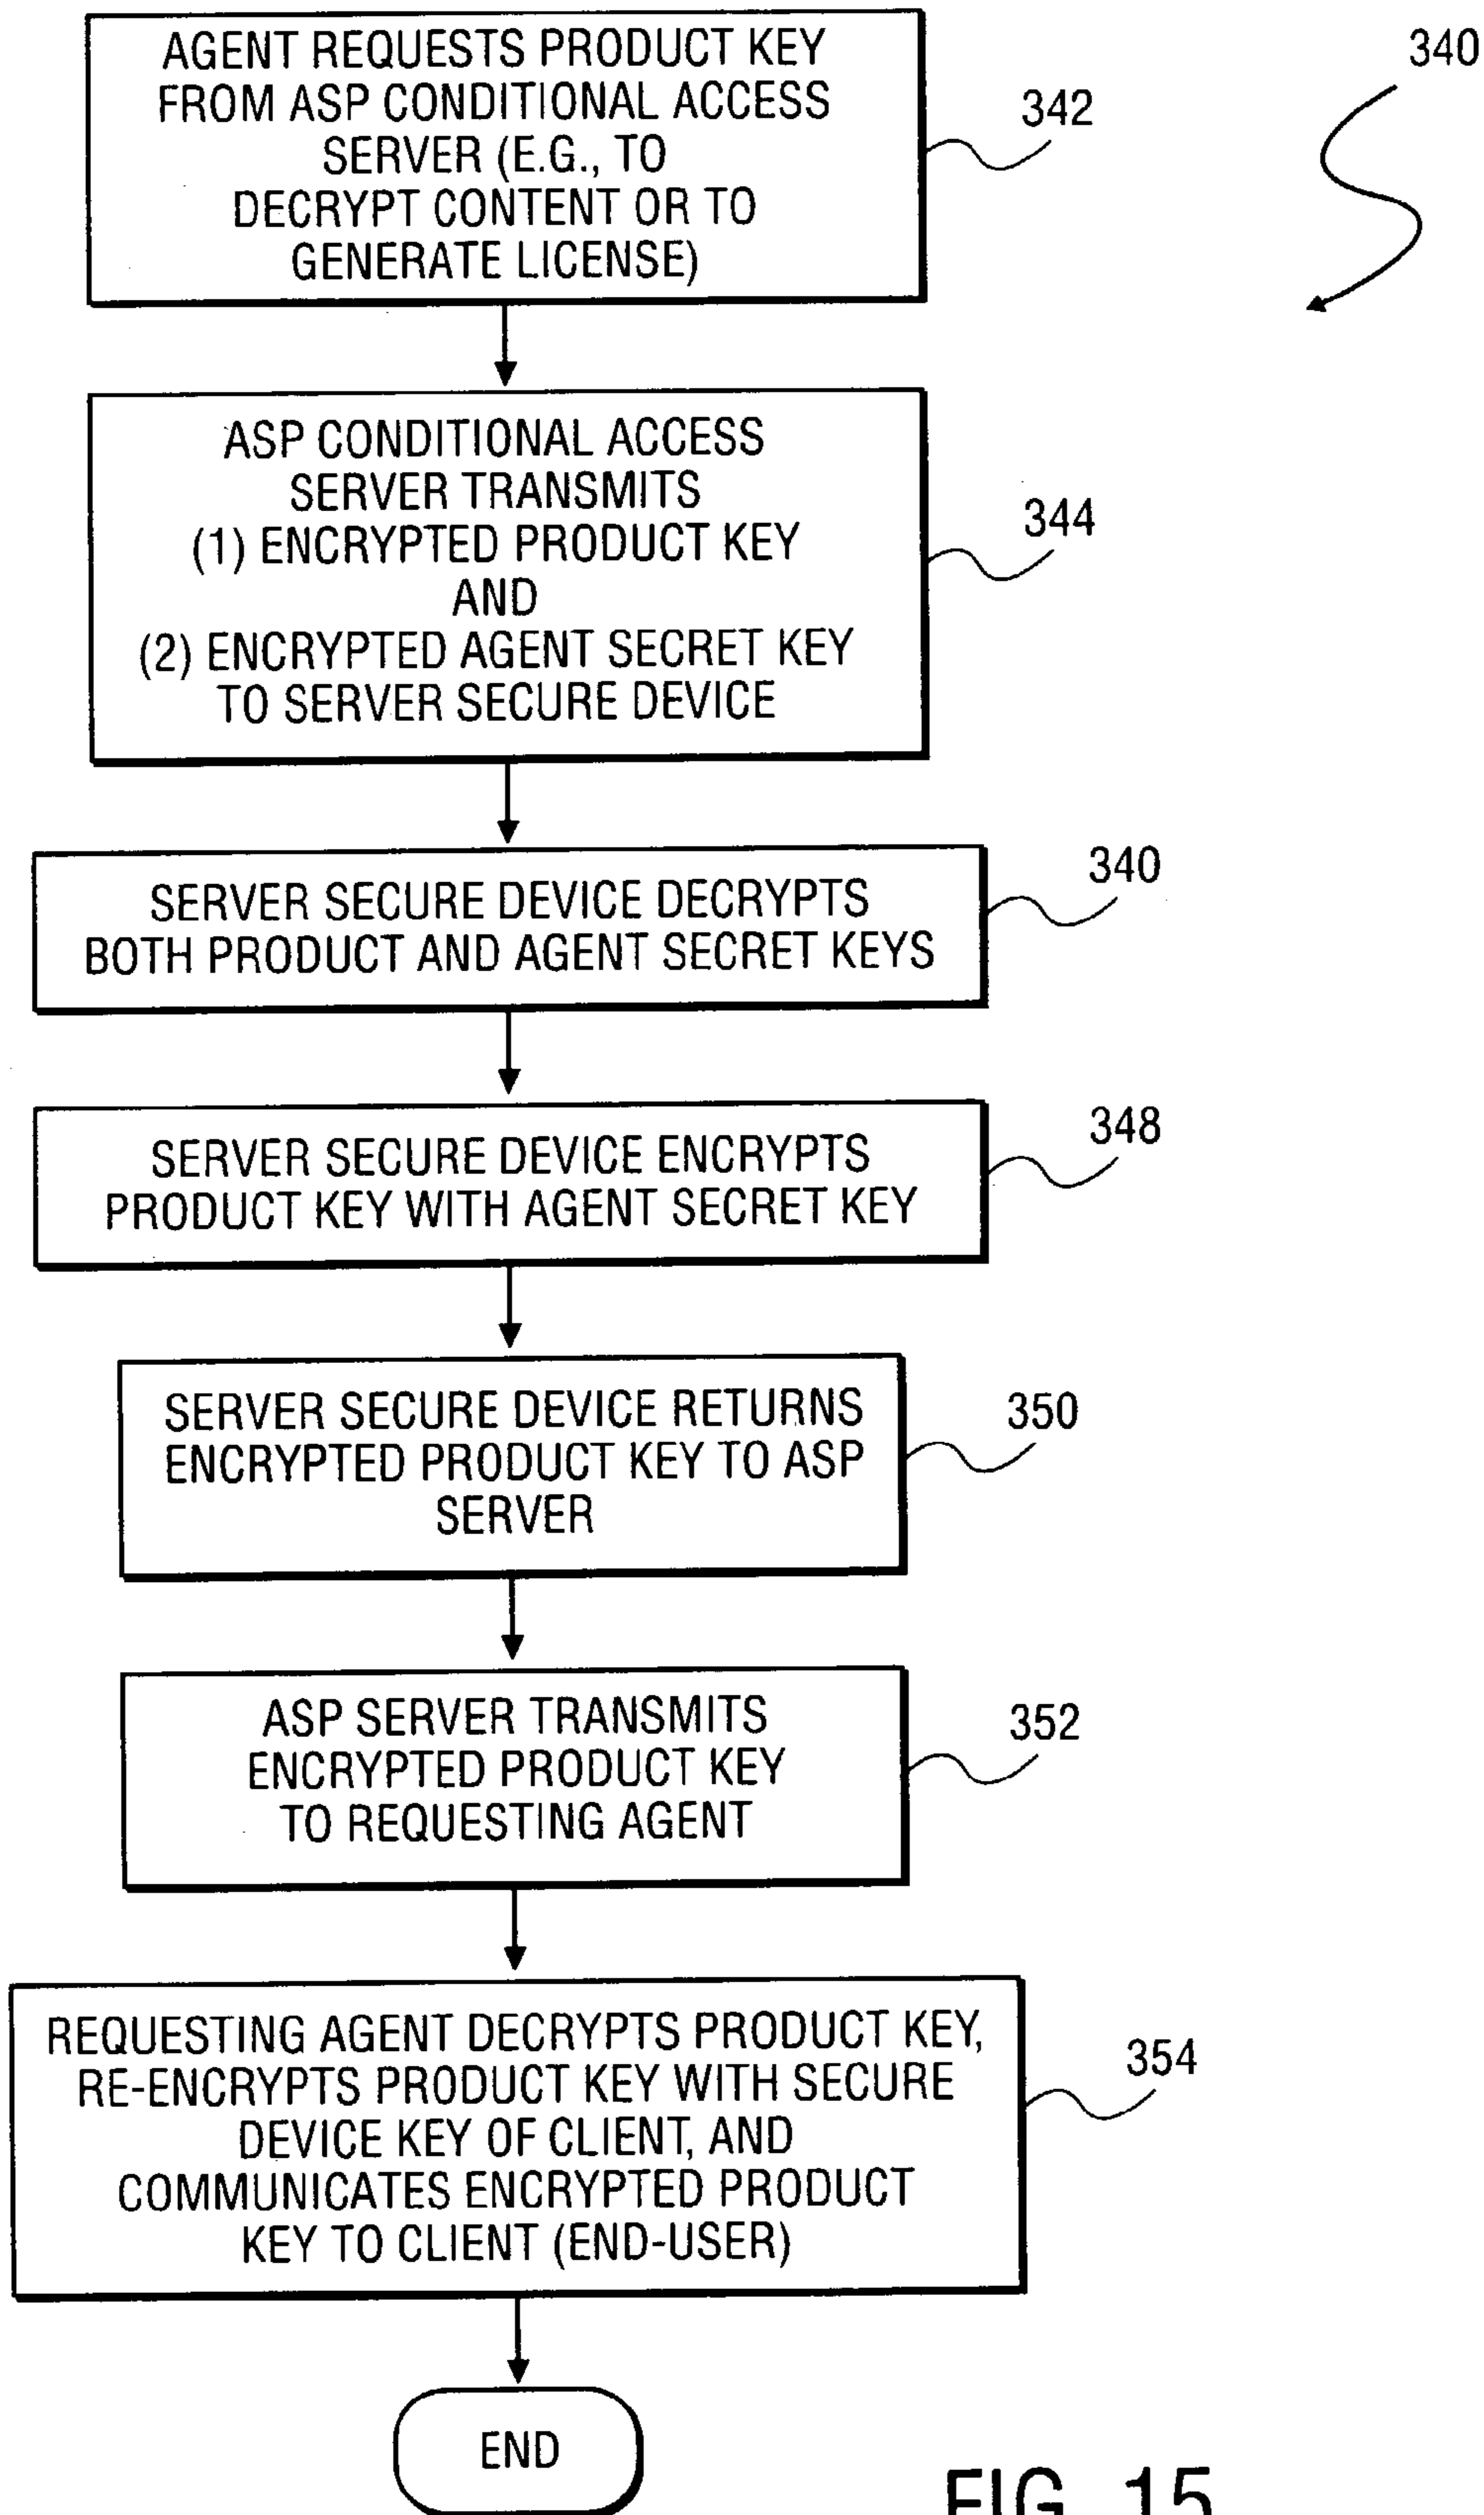 340
AGENT REQUESTS PRODUCT KEY
FROM ASP CONDITIONAL ACCESS
SERVER (E.G., TO
DECRYPT CONTENT OR TO
GENERATE LICENSE)
342
ASP CONDITIONAL ACCESS
SERVER TRANSMITS
(1) ENCRYPTED PRODUCT KEY
AND
(2) ENCRYPTED AGENT SECRET KEY
TO SERVER SECURE DEVICE
344
SERVER SECURE DEVICE DECRYPTS
BOTH PRODUCT AND AGENT SECRET KEYS
340
SERVER SECURE DEVICE ENCRYPTS
PRODUCT KEY WITH AGENT SECRET KEY
348
SERVER SECURE DEVICE RETURNS
ENCRYPTED PRODUCT KEY TO ASP
SERVER
350
ASP SERVER TRANSMITS
ENCRYPTED PRODUCT KEY
TO REQUESTING AGENT
352
REQUESTING AGENT DECRYPTS PRODUCT KEY,
RE-ENCRYPTS PRODUCT KEY WITH SECURE
DEVICE KEY OF CLIENT, AND
COMMUNICATES ENCRYPTED PRODUCT
KEY TO CLIENT (END-USER)
354
END
FIG. 15